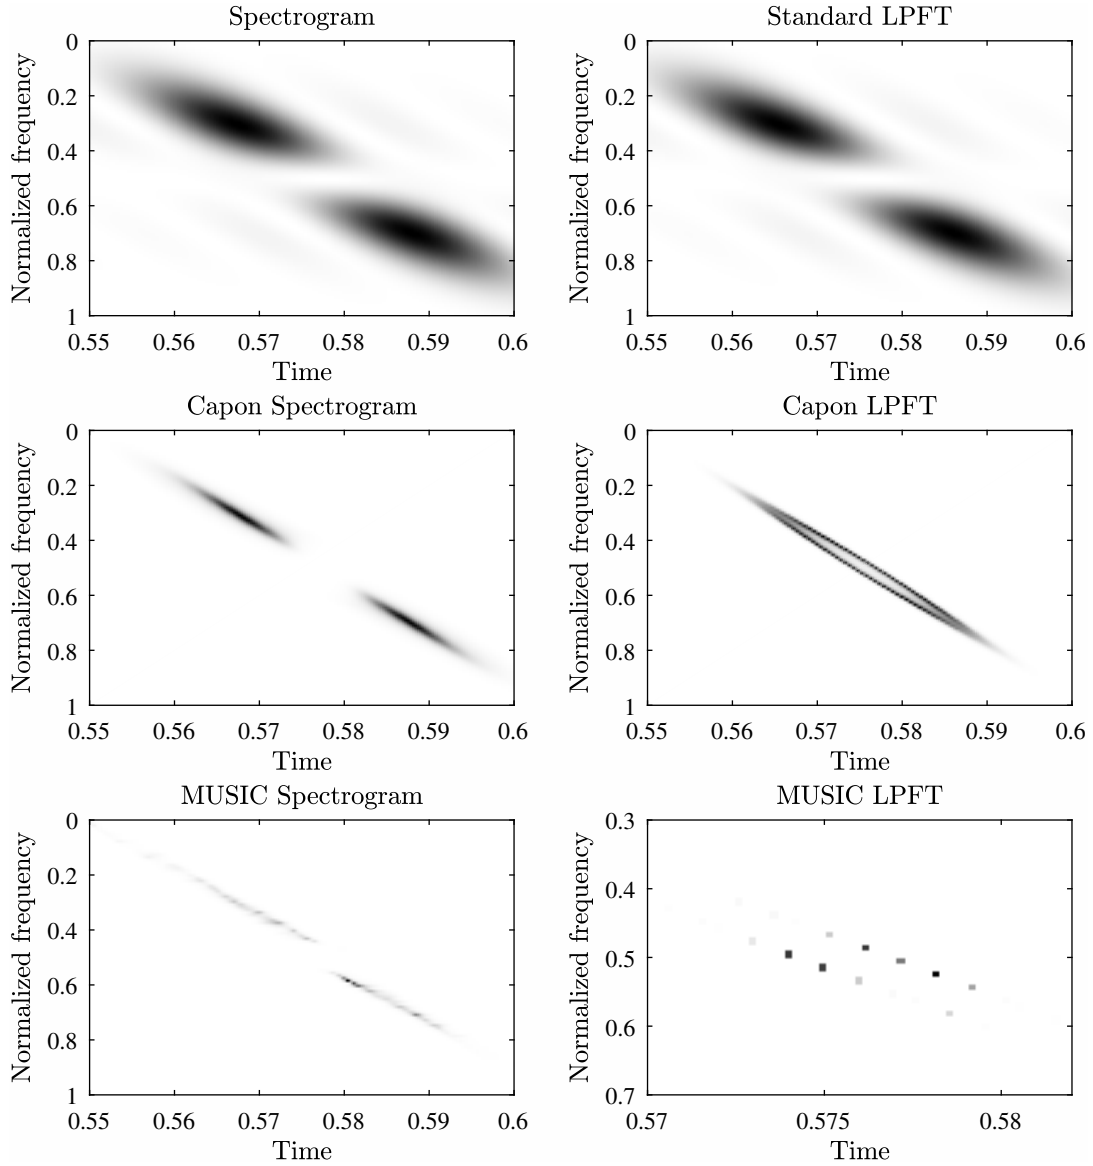 Spectrogram
Normalized frequency
0
0.2
0.4
0.6
0.8
1
0.55 0.56 0.57 0.58 0.59 0.6
Time
Standard LPFT
Normalized frequency
0
0.2
0.4
0.6
0.8
1
0.55 0.56 0.57 0.58 0.59 0.6
Time
Capon Spectrogram
Normalized frequency
0
0.2
0.4
0.6
0.8
1
0.55 0.56 0.57 0.58 0.59 0.6
Time
Capon LPFT
Normalized frequency
0
0.2
0.4
0.6
0.8
1
0.55 0.56 0.57 0.58 0.59 0.6
Time
MUSIC Spectrogram
Normalized frequency
0
0.2
0.4
0.6
0.8
1
0.55 0.56 0.57 0.58 0.59 0.6
Time
MUSIC LPFT
Normalized frequency
0.3
0.4
0.5
0.6
0.7
0.57 0.575 0.58
Time